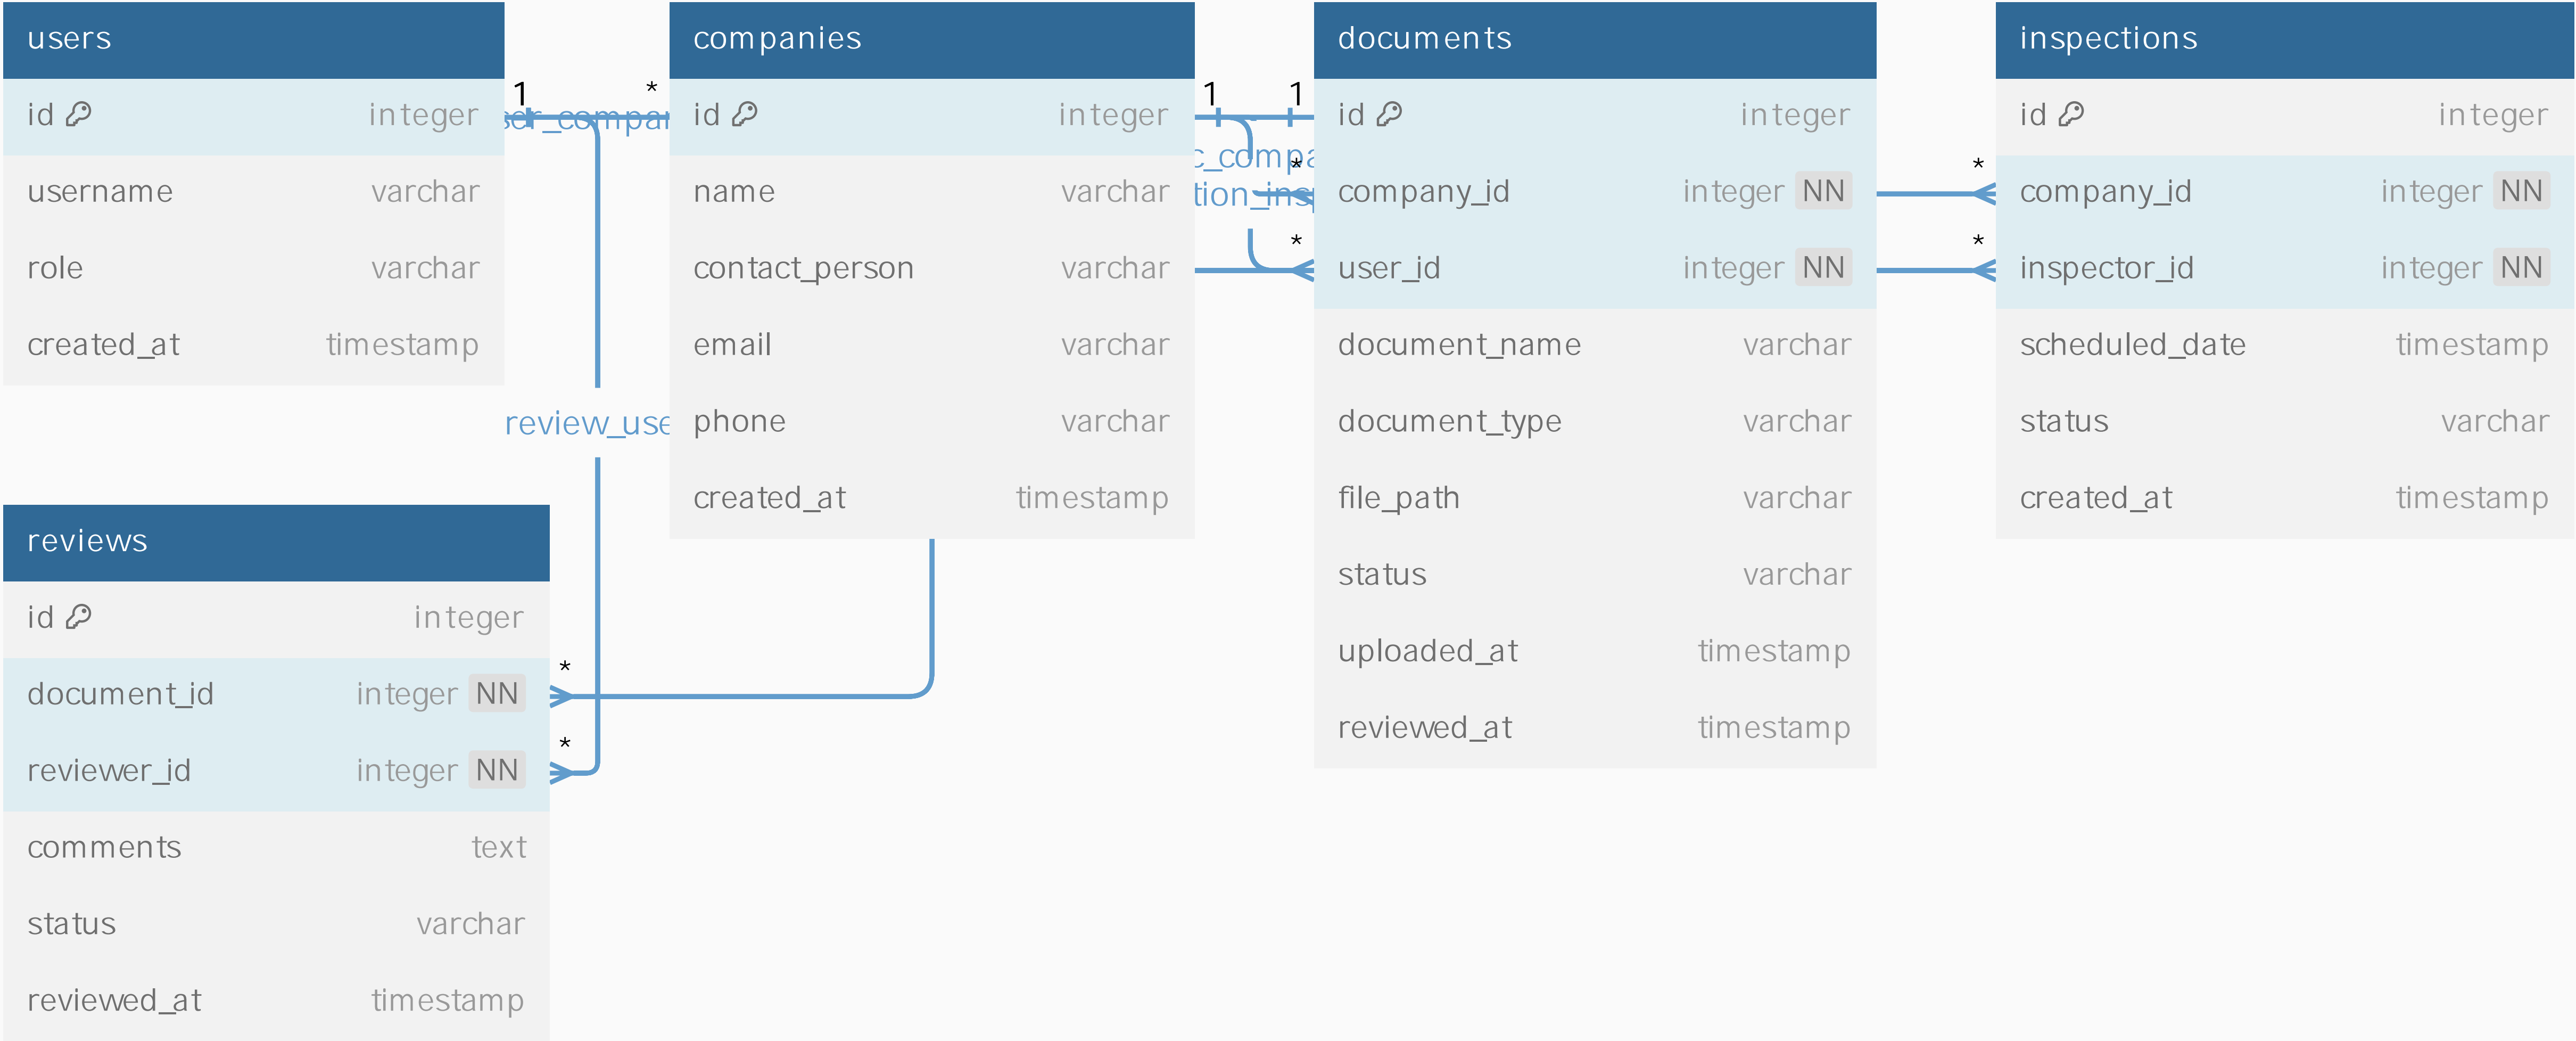 users
id integer
username varchar
role varchar
created_at timestamp
1 *
ser_compar
review_use
companies
id integer
name varchar
contact_person varchar
email varchar
phone varchar
created_at timestamp
1 1
c_compa
*
tion_insp
*
documents
id integer
company_id integer NN
user_id integer NN
document_name varchar
document_type varchar
file_path varchar
status varchar
uploaded_at timestamp
reviewed_at timestamp
*
*
inspections
id integer
company_id integer NN
inspector_id integer NN
scheduled_date timestamp
status varchar
created_at timestamp
reviews
id integer
document_id integer NN *
reviewer_id integer NN *
comments text
status varchar
reviewed_at timestamp